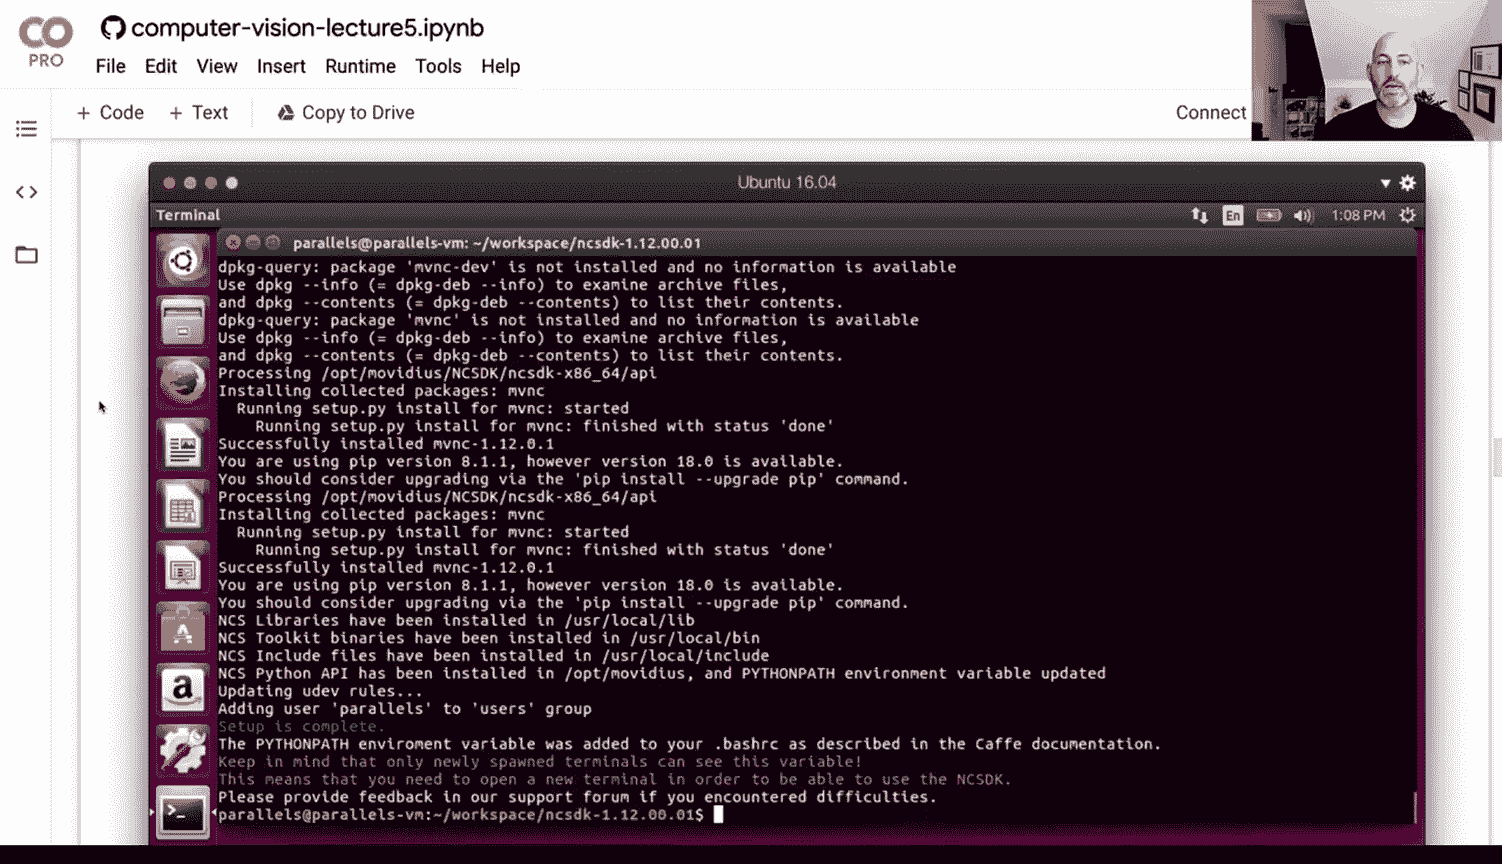 CO
PRO
computer-vision-lecture5.ipynb
File Edit View Insert Runtime Tools Help
+ Code + Text Copy to Drive Connect
Ubuntu 16.04
Terminal En 1:08 PM
parallels@parallels-vm: ~/workspace/ncsdk-1.12.00.01
dpkg-query: package 'mvnc-dev' is not installed and no information is available
Use dpkg --info (= dpkg-deb --info) to examine archive files,
and dpkg --contents (= dpkg-deb --contents) to list their contents.
dpkg-query: package 'mvnc' is not installed and no information is available
Use dpkg --info (= dpkg-deb --info) to examine archive files,
and dpkg --contents (= dpkg-deb --contents) to list their contents.
Processing /opt/movidius/NCSDK/ncsdk-x86_64/api
Installing collected packages: mvnc
Running setup.py install for mvnc: started
Running setup.py install for mvnc: finished with status 'done'
Successfully installed mvnc-1.12.0.1
You are using pip version 8.1.1, however version 18.0 is available.
You should consider upgrading via the 'pip install --upgrade pip' command.
Processing /opt/movidius/NCSDK/ncsdk-x86_64/api
Installing collected packages: mvnc
Running setup.py install for mvnc: started
Running setup.py install for mvnc: finished with status 'done'
Successfully installed mvnc-1.12.0.1
You are using pip version 8.1.1, however version 18.0 is available.
You should consider upgrading via the 'pip install --upgrade pip' command.
NCS Libraries have been installed in /usr/local/lib
NCS Toolkit binaries have been installed in /usr/local/bin
NCS Include files have been installed in /usr/local/include
NCS Python API has been installed in /opt/movidius, and PYTHONPATH environment variable updated
Updating udev rules...
Adding user 'parallels' to 'users' group
Setup is complete.
The PYTHONPATH enviroment variable was added to your .bashrc as described in the Caffe documentation.
Keep in mind that only newly spawned terminals can see this variable!
This means that you need to open a new terminal in order to be able to use the NCSDK.
Please provide feedback in our support forum if you encountered difficulties.
parallels@parallels-vm:~/workspace/ncsdk-1.12.00.01$